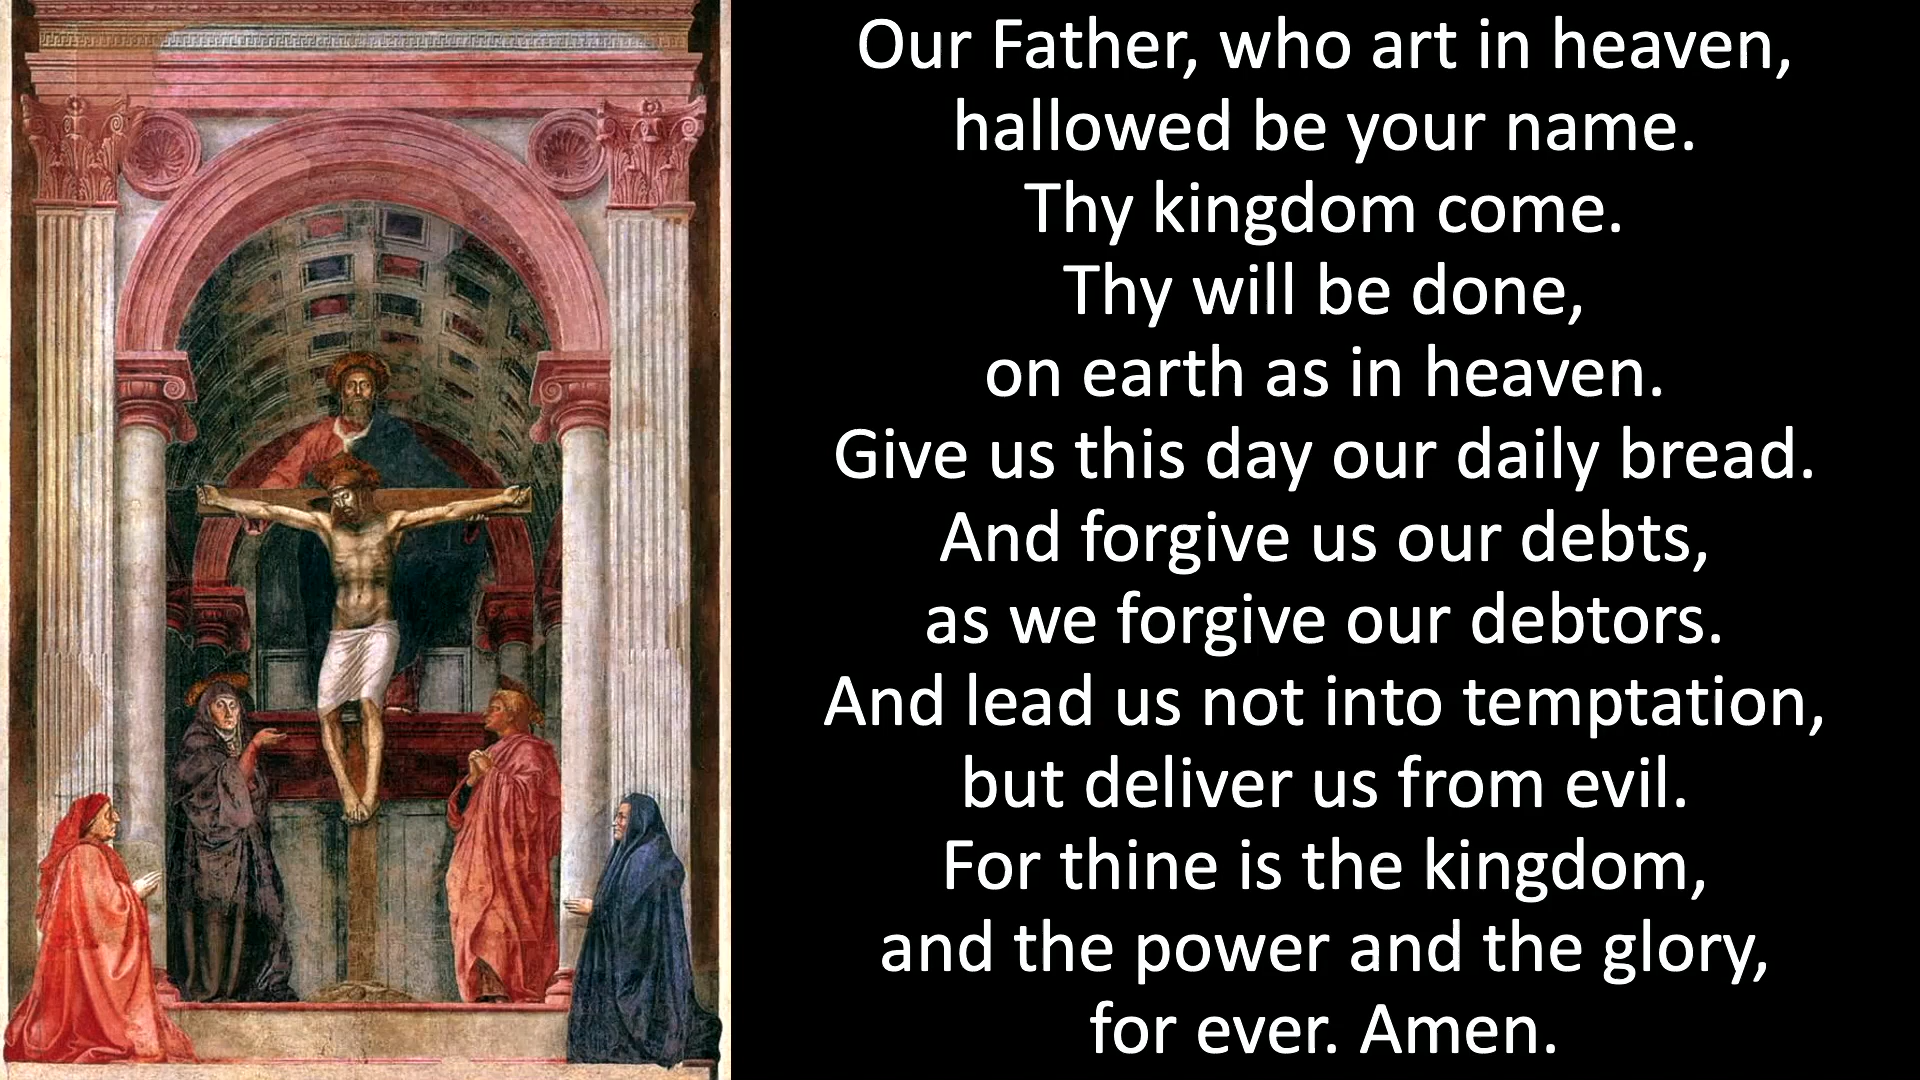 Our Father, who art in heaven,
hallowed be your name.
Thy kingdom come.
Thy will be done,
on earth as in heaven.
Give us this day our daily bread.
And forgive us our debts,
as we forgive our debtors.
And lead us not into temptation,
but deliver us from evil.
For thine is the kingdom,
and the power and the glory,
for ever. Amen.